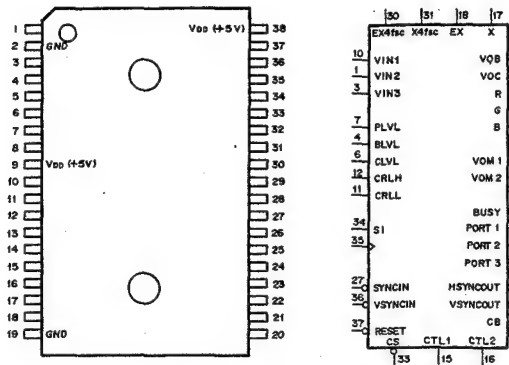 1
2 GND
3
4
5
6
7
8
9 VDD (+5V)
10
11
12
13
14
15
16
17
18
19 GND
VDD (+5V) 38
37
36
35
34
33
32
31
30
29
28
27
26
25
24
23
22
21
20
30 31 18 17
EX4fsc X4fsc EX X
10 VIN1 VOB
1 VIN2 VOC
3 VIN3 R
G
7 PLVL B
4 BLVL
6 CLVL VOM 1
12 CRLH VOM 2
11 CRLL
BUSY
34 SI PORT 1
35 PORT 2
PORT 3
27 SYNCIN HSYNCOUT
36 VSYNCIN VSYNCOUT
CB
37 RESET
CS CTL1 CTL2
33 15 16